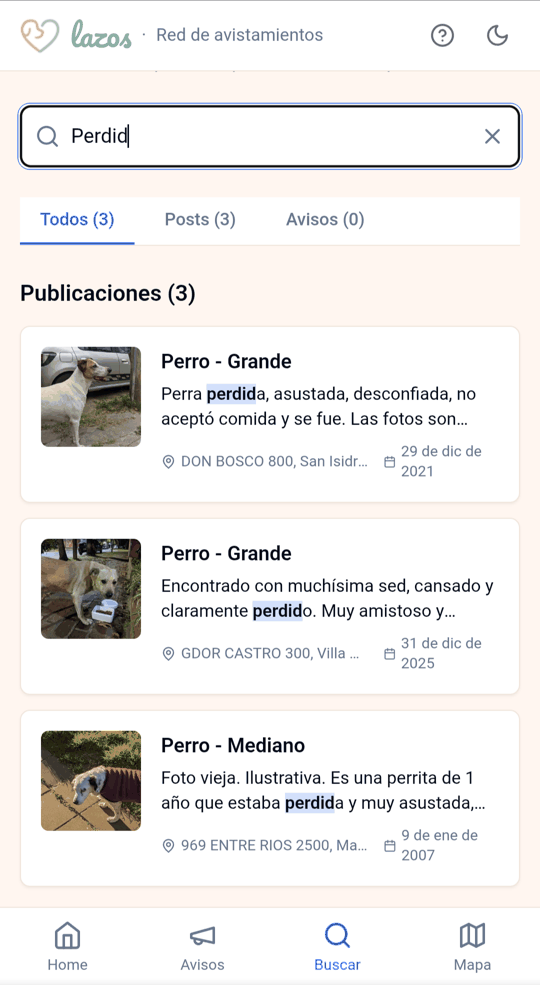 lazos · Red de avistamientos
Perdid
Todos (3) Posts (3) Avisos (0)
Publicaciones (3)
Perro - Grande
Perra perdida, asustada, desconfiada, no
aceptó comida y se fue. Las fotos son...
DON BOSCO 800, San Isidr...
29 de dic de
2021
Perro - Grande
Encontrado con muchísima sed, cansado y
claramente perdido. Muy amistoso y...
GDOR CASTRO 300, Villa ...
31 de dic de
2025
Perro - Mediano
Foto vieja. Ilustrativa. Es una perrita de 1
año que estaba perdida y muy asustada,...
969 ENTRE RIOS 2500, Ma...
9 de ene de
2007
Home Avisos Buscar Mapa